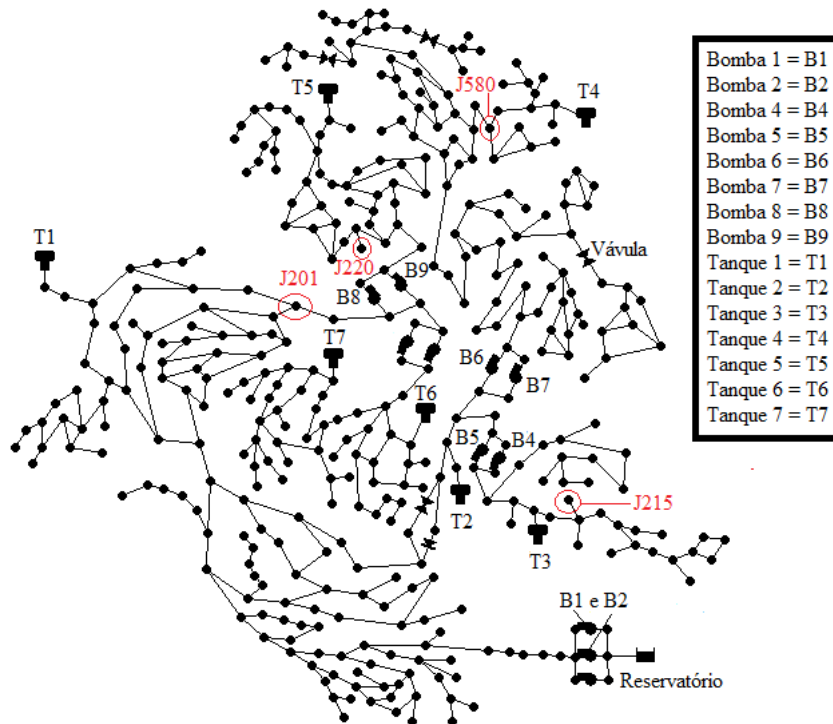 J580
T4
T5
T1
J201
J220
B9
B8
T7
Vávula
B6
B7
T6
B5
B4
T2
J215
T3
B1 e B2
Reservatório
Bomba 1 = B1
Bomba 2 = B2
Bomba 4 = B4
Bomba 5 = B5
Bomba 6 = B6
Bomba 7 = B7
Bomba 8 = B8
Bomba 9 = B9
Tanque 1 = T1
Tanque 2 = T2
Tanque 3 = T3
Tanque 4 = T4
Tanque 5 = T5
Tanque 6 = T6
Tanque 7 = T7